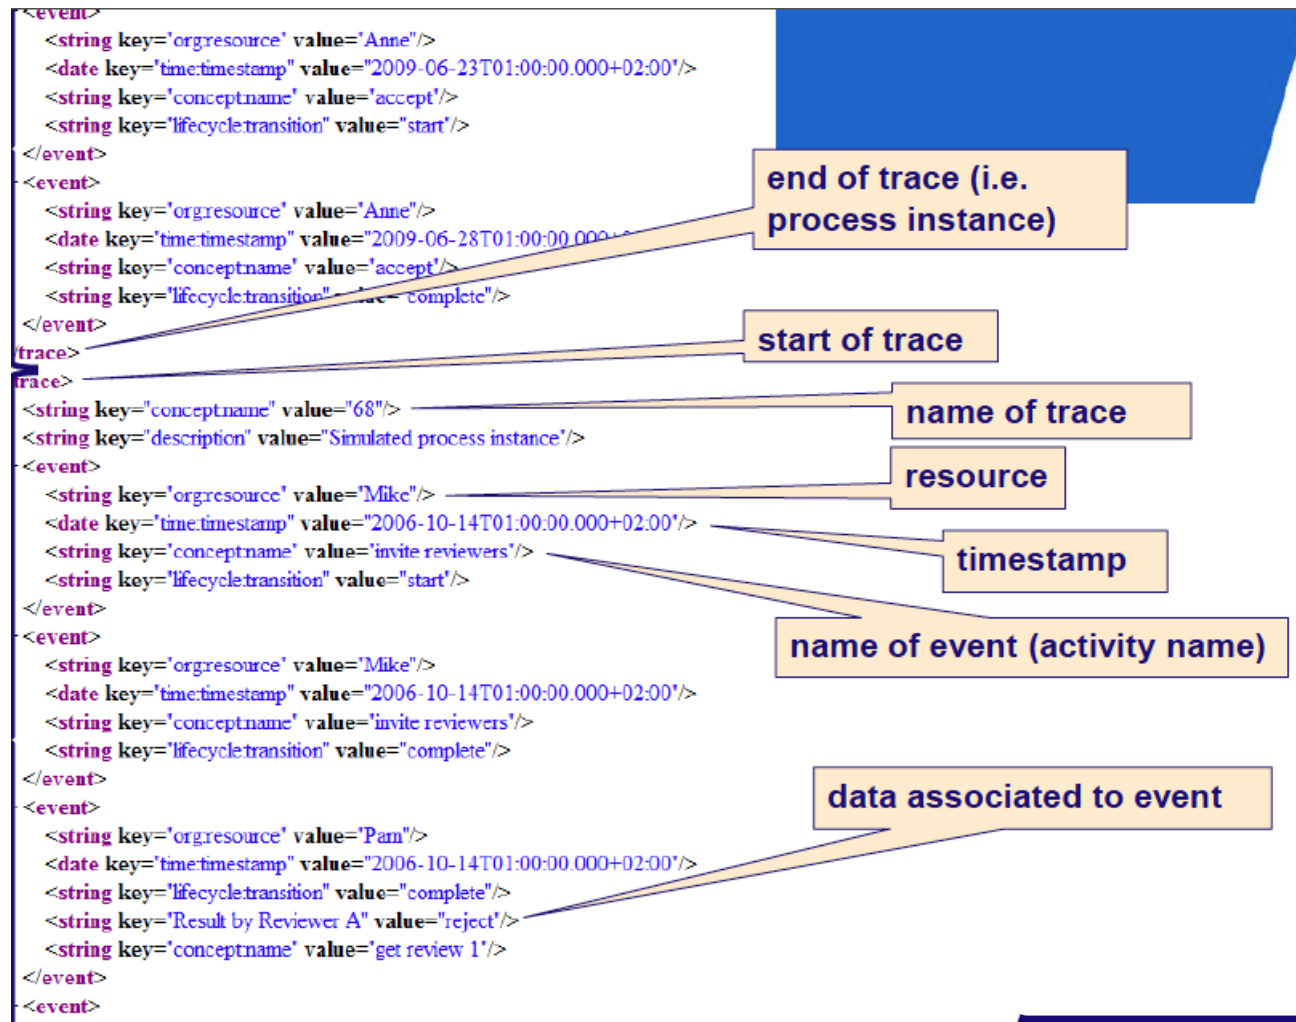 <event>
<string key="org:resource" value="Anne"/>
<date key="time:timestamp" value="2009-06-23T01:00:00.000+02:00"/>
<string key="concept:name" value="accept"/>
<string key="lifecycle:transition" value="start"/>
</event>
<event>
<string key="org:resource" value="Anne"/>
<date key="time:timestamp" value="2009-06-28T01:00:00.000+
<string key="concept:name" value="accept"/>
<string key="lifecycle:transition" value="complete"/>
</event>
/trace>
trace>
<string key="concept:name" value="68"/>
<string key="description" value="Simulated process instance"/>
<event>
<string key="org:resource" value="Mike"/>
<date key="time:timestamp" value="2006-10-14T01:00:00.000+02:00"/>
<string key="concept:name" value="invite reviewers"/>
<string key="lifecycle:transition" value="start"/>
</event>
<event>
<string key="org:resource" value="Mike"/>
<date key="time:timestamp" value="2006-10-14T01:00:00.000+02:00"/>
<string key="concept:name" value="invite reviewers"/>
<string key="lifecycle:transition" value="complete"/>
</event>
<event>
<string key="org:resource" value="Pam"/>
<date key="time:timestamp" value="2006-10-14T01:00:00.000+02:00"/>
<string key="lifecycle:transition" value="complete"/>
<string key="Result by Reviewer A" value="reject"/>
<string key="concept:name" value="get review 1"/>
</event>
<event>
end of trace (i.e.
process instance)
start of trace
name of trace
resource
timestamp
name of event (activity name)
data associated to event